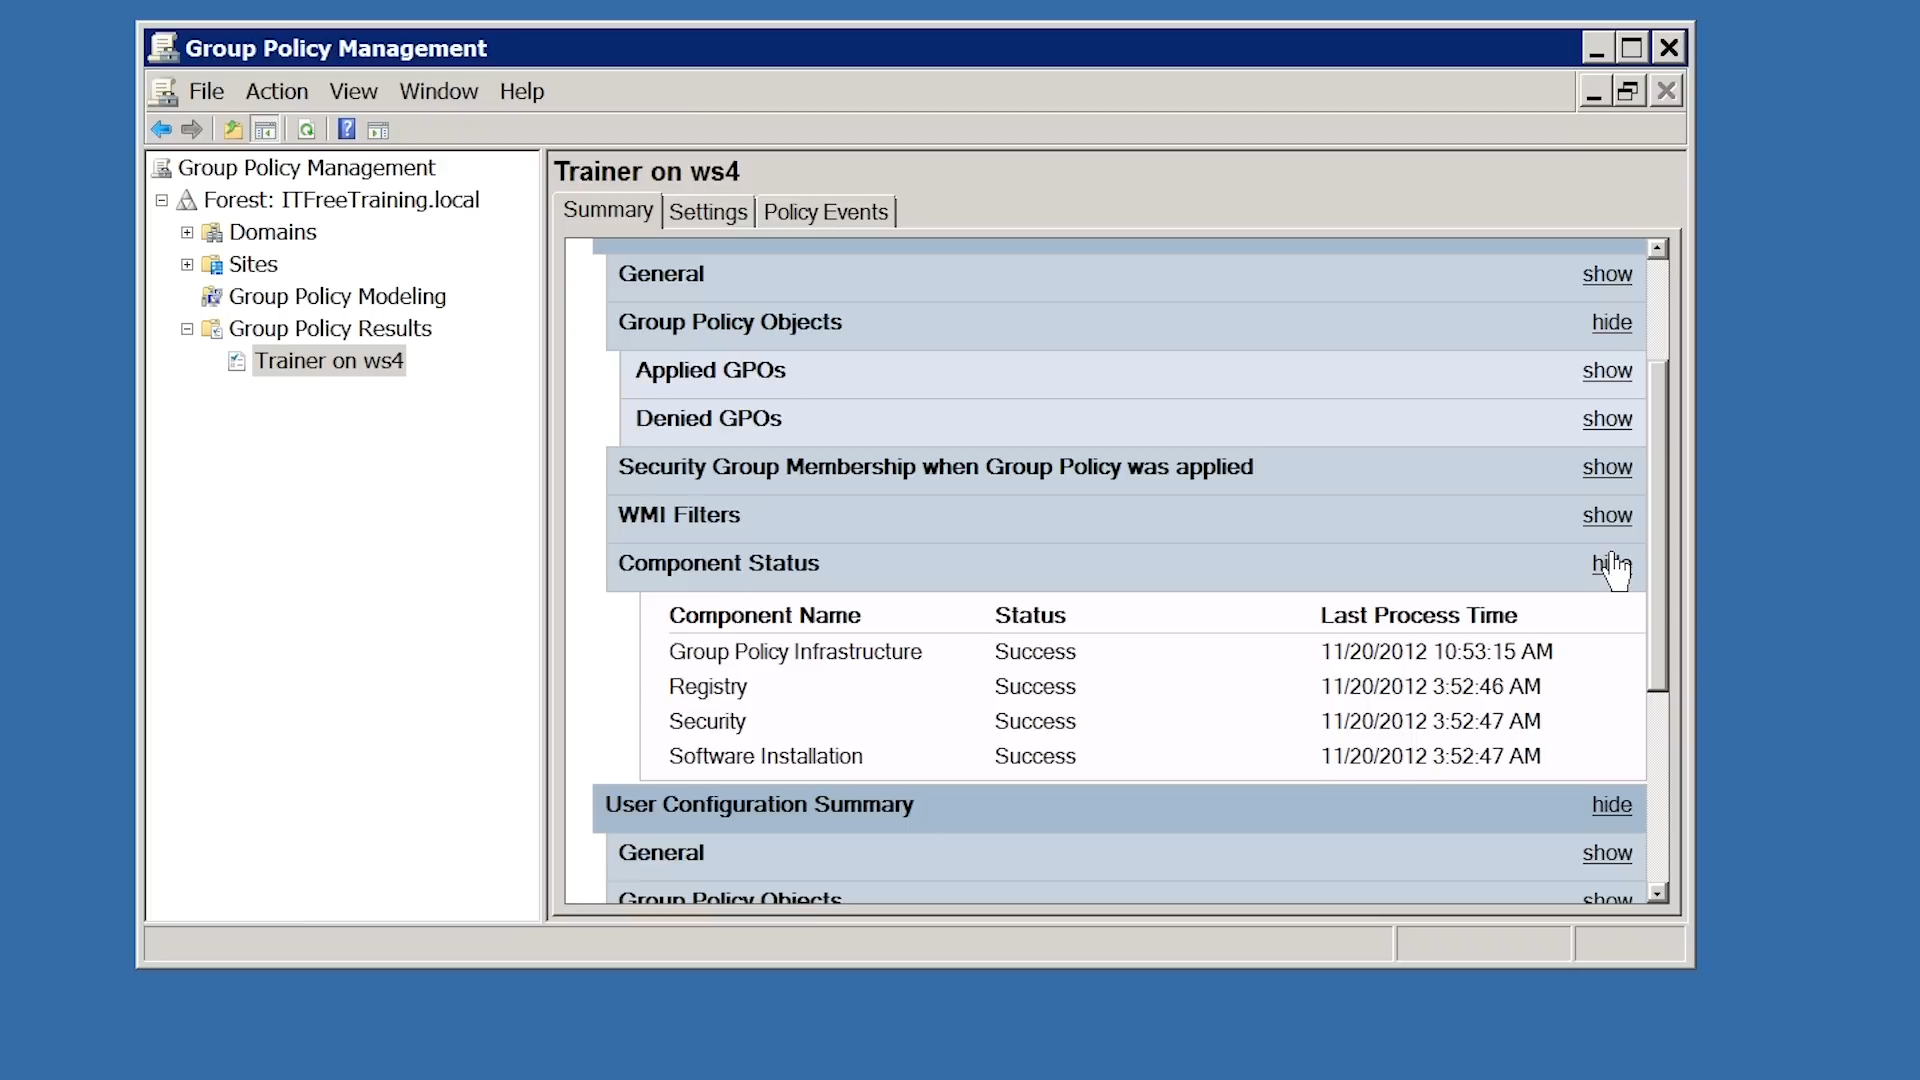 Group Policy Management
File Action View Window Help
Group Policy Management
Forest: ITFreeTraining.local
Domains
Sites
Group Policy Modeling
Group Policy Results
Trainer on ws4
Trainer on ws4
Summary Settings Policy Events
General show
Group Policy Objects hide
Applied GPOs show
Denied GPOs show
Security Group Membership when Group Policy was applied show
WMI Filters show
Component Status hide
Component Name Status Last Process Time
Group Policy Infrastructure Success 11/20/2012 10:53:15 AM
Registry Success 11/20/2012 3:52:46 AM
Security Success 11/20/2012 3:52:47 AM
Software Installation Success 11/20/2012 3:52:47 AM
User Configuration Summary hide
General show
Group Policy Objects show